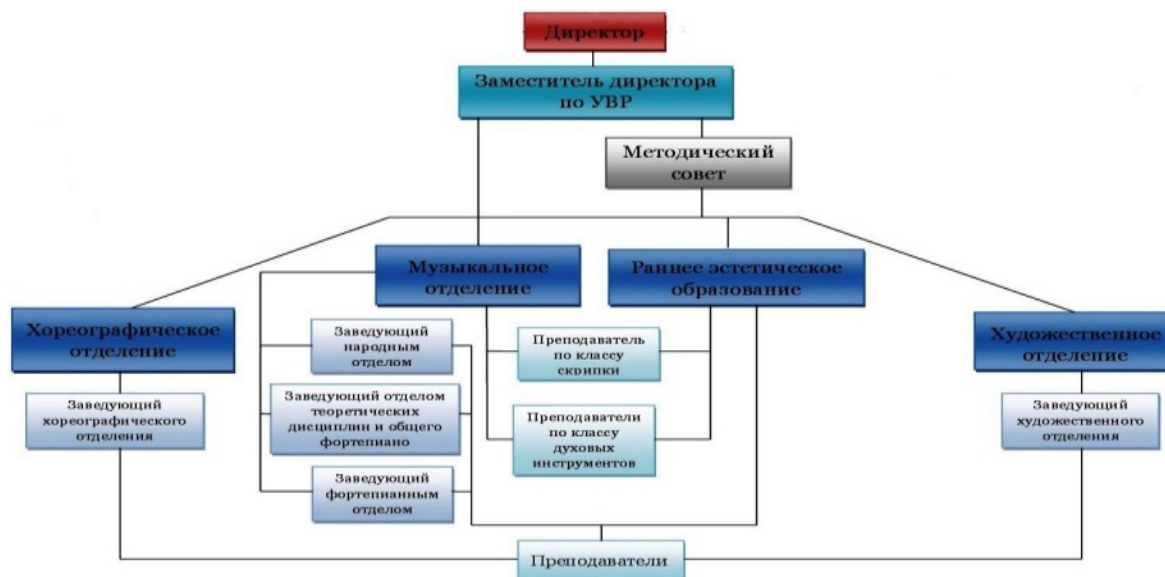 Директор
Заместитель директора
по УВР
Методический
совет
Музыкальное
отделение
Раннее эстетическое
образование
Хореографическое
отделение
Художественное
отделение
Заведующий
народным
отделом
Преподаватель
по классу
скрипки
Заведующий
хореографического
отделения
Заведующий отделом
теоретических
дисциплин и общего
фортепиано
Преподаватели
по классу
духовых
инструментов
Заведующий
художественного
отделения
Заведующий
фортепианным
отделом
Преподаватели